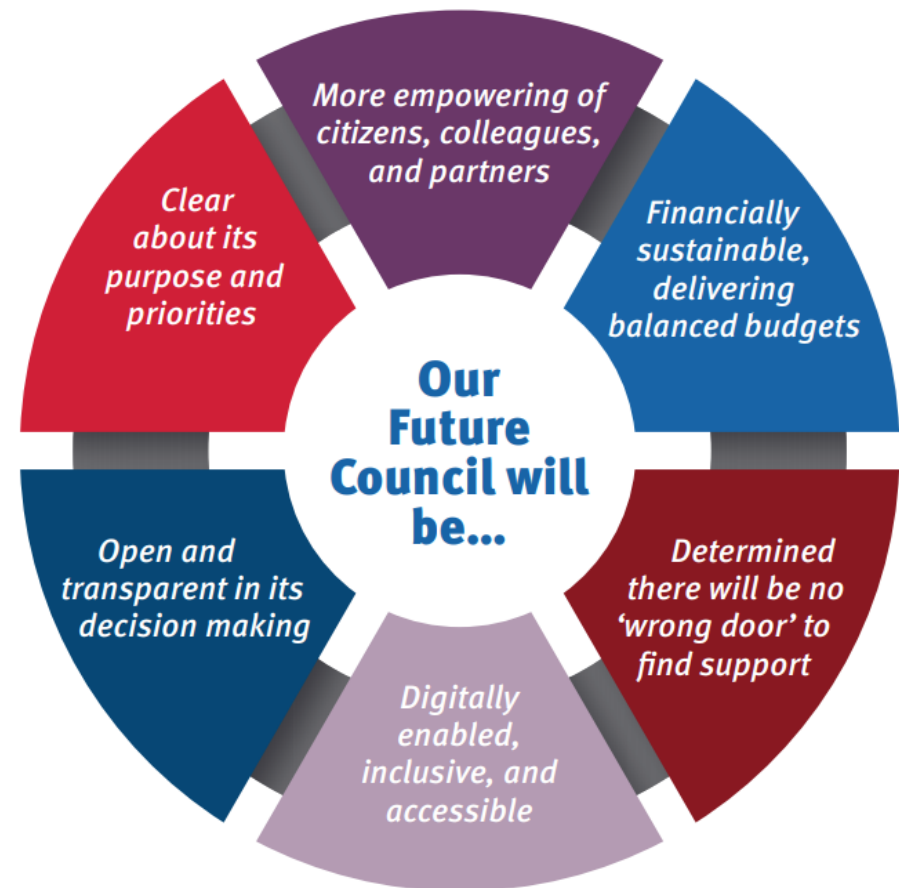 Our
Future
Council will
be...
More empowering of
citizens, colleagues,
and partners
Financially
sustainable,
delivering
balanced budgets
Determined
there will be no
‘wrong door’ to
find support
Digitally
enabled,
inclusive, and
accessible
Open and
transparent in its
decision making
Clear
about its
purpose and
priorities